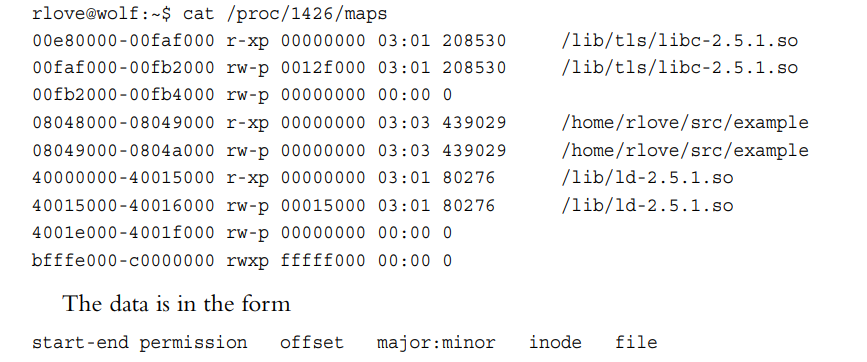 rlove@wolf:~$ cat /proc/1426/maps
00e80000-00faf000 r-xp 00000000 03:01 208530 /lib/tls/libc-2.5.1.so
00faf000-00fb2000 rw-p 0012f000 03:01 208530 /lib/tls/libc-2.5.1.so
00fb2000-00fb4000 rw-p 00000000 00:00 0
08048000-08049000 r-xp 00000000 03:03 439029 /home/rlove/src/example
08049000-0804a000 rw-p 00000000 03:03 439029 /home/rlove/src/example
40000000-40015000 r-xp 00000000 03:01 80276 /lib/ld-2.5.1.so
40015000-40016000 rw-p 00015000 03:01 80276 /lib/ld-2.5.1.so
4001e000-4001f000 rw-p 00000000 00:00 0
bfffe000-c0000000 rwxp fffff000 00:00 0
The data is in the form
start-end permission offset major:minor inode file